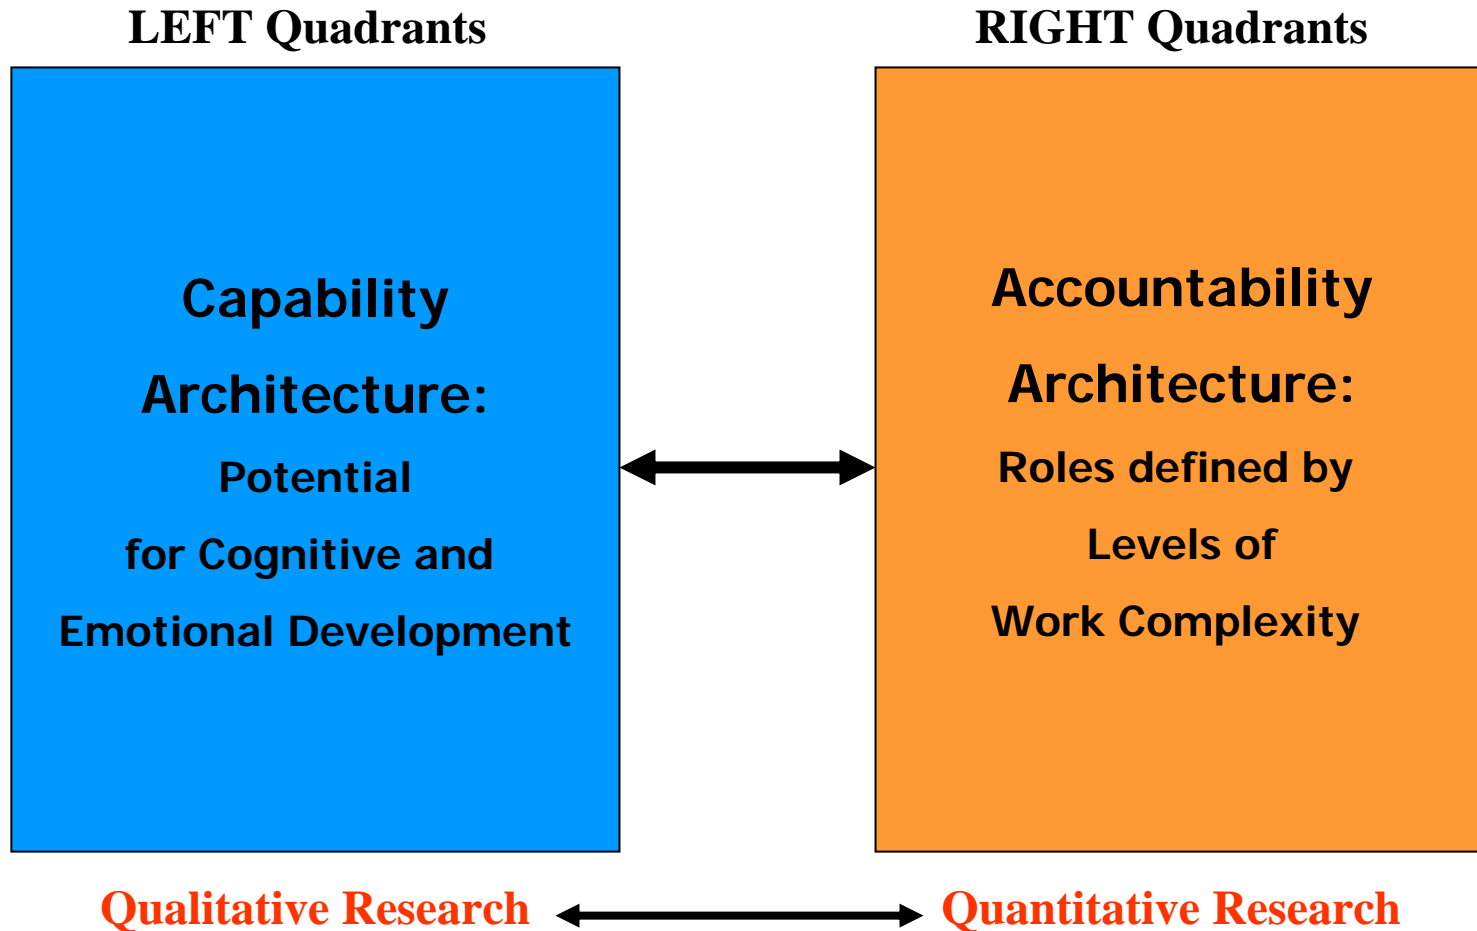 LEFT Quadrants
RIGHT Quadrants
Capability
Architecture:
Potential
for Cognitive and
Emotional Development
Accountability
Architecture:
Roles defined by
Levels of
Work Complexity
Qualitative Research
Quantitative Research